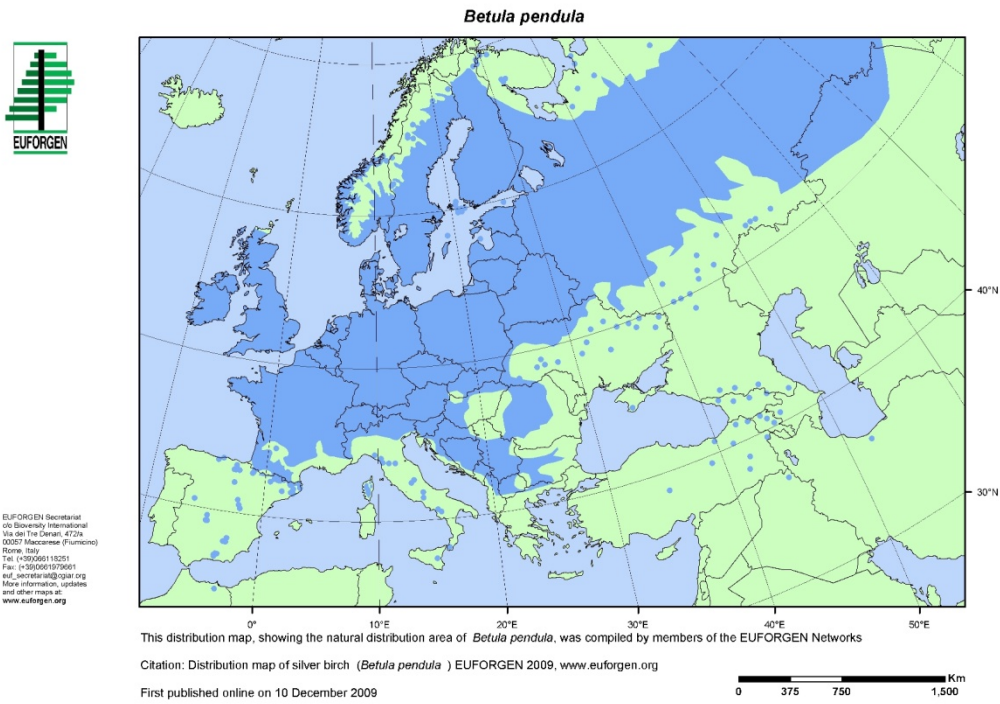 Betula pendula
EUFORGEN
40°N
30°N
EUFORGEN Secretariat
c/o Bioversity International
Via dei Tre Denari, 472/a
00057 Maccarese (Fiumicino)
Rome, Italy
Tel. (+39)066118251
Fax: (+39)0661979661
euf_secretariat@cgiar.org
More information, updates
and other maps at:
www.euforgen.org
0°E 10°E 20°E 30°E 40°E 50°E
This distribution map, showing the natural distribution area of Betula pendula, was compiled by members of the EUFORGEN Networks
Citation: Distribution map of silver birch (Betula pendula ) EUFORGEN 2009, www.euforgen.org
First published online on 10 December 2009
Km
0 375 750 1,500